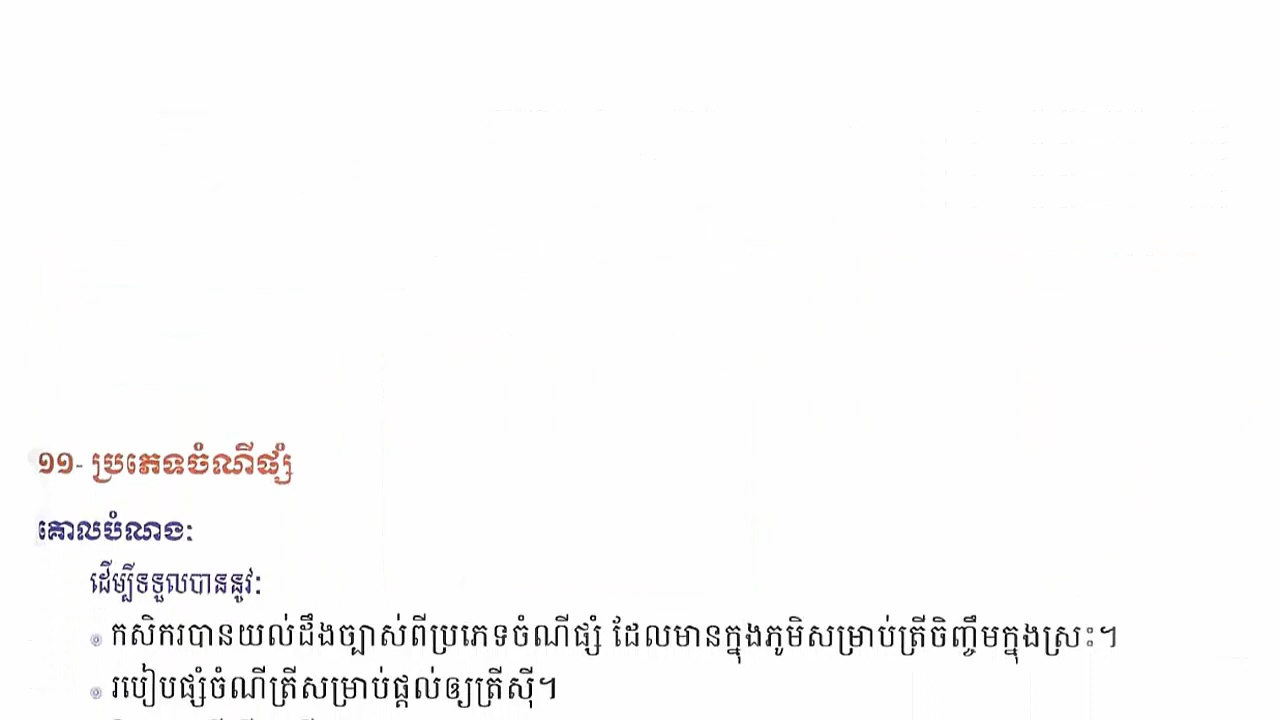 ១១- ប្រភេទចំណីផ្សំ
គោលបំណង:
ដើម្បីទទួលបាននូវ:
កសិករបានយល់ដឹងច្បាស់ពីប្រភេទចំណីផ្សំ ដែលមានក្នុងភូមិសម្រាប់ត្រីចិញ្ចឹមក្នុងស្រះ។
របៀបផ្សំចំណីត្រីសម្រាប់ផ្តល់ឲ្យត្រីស៊ី។